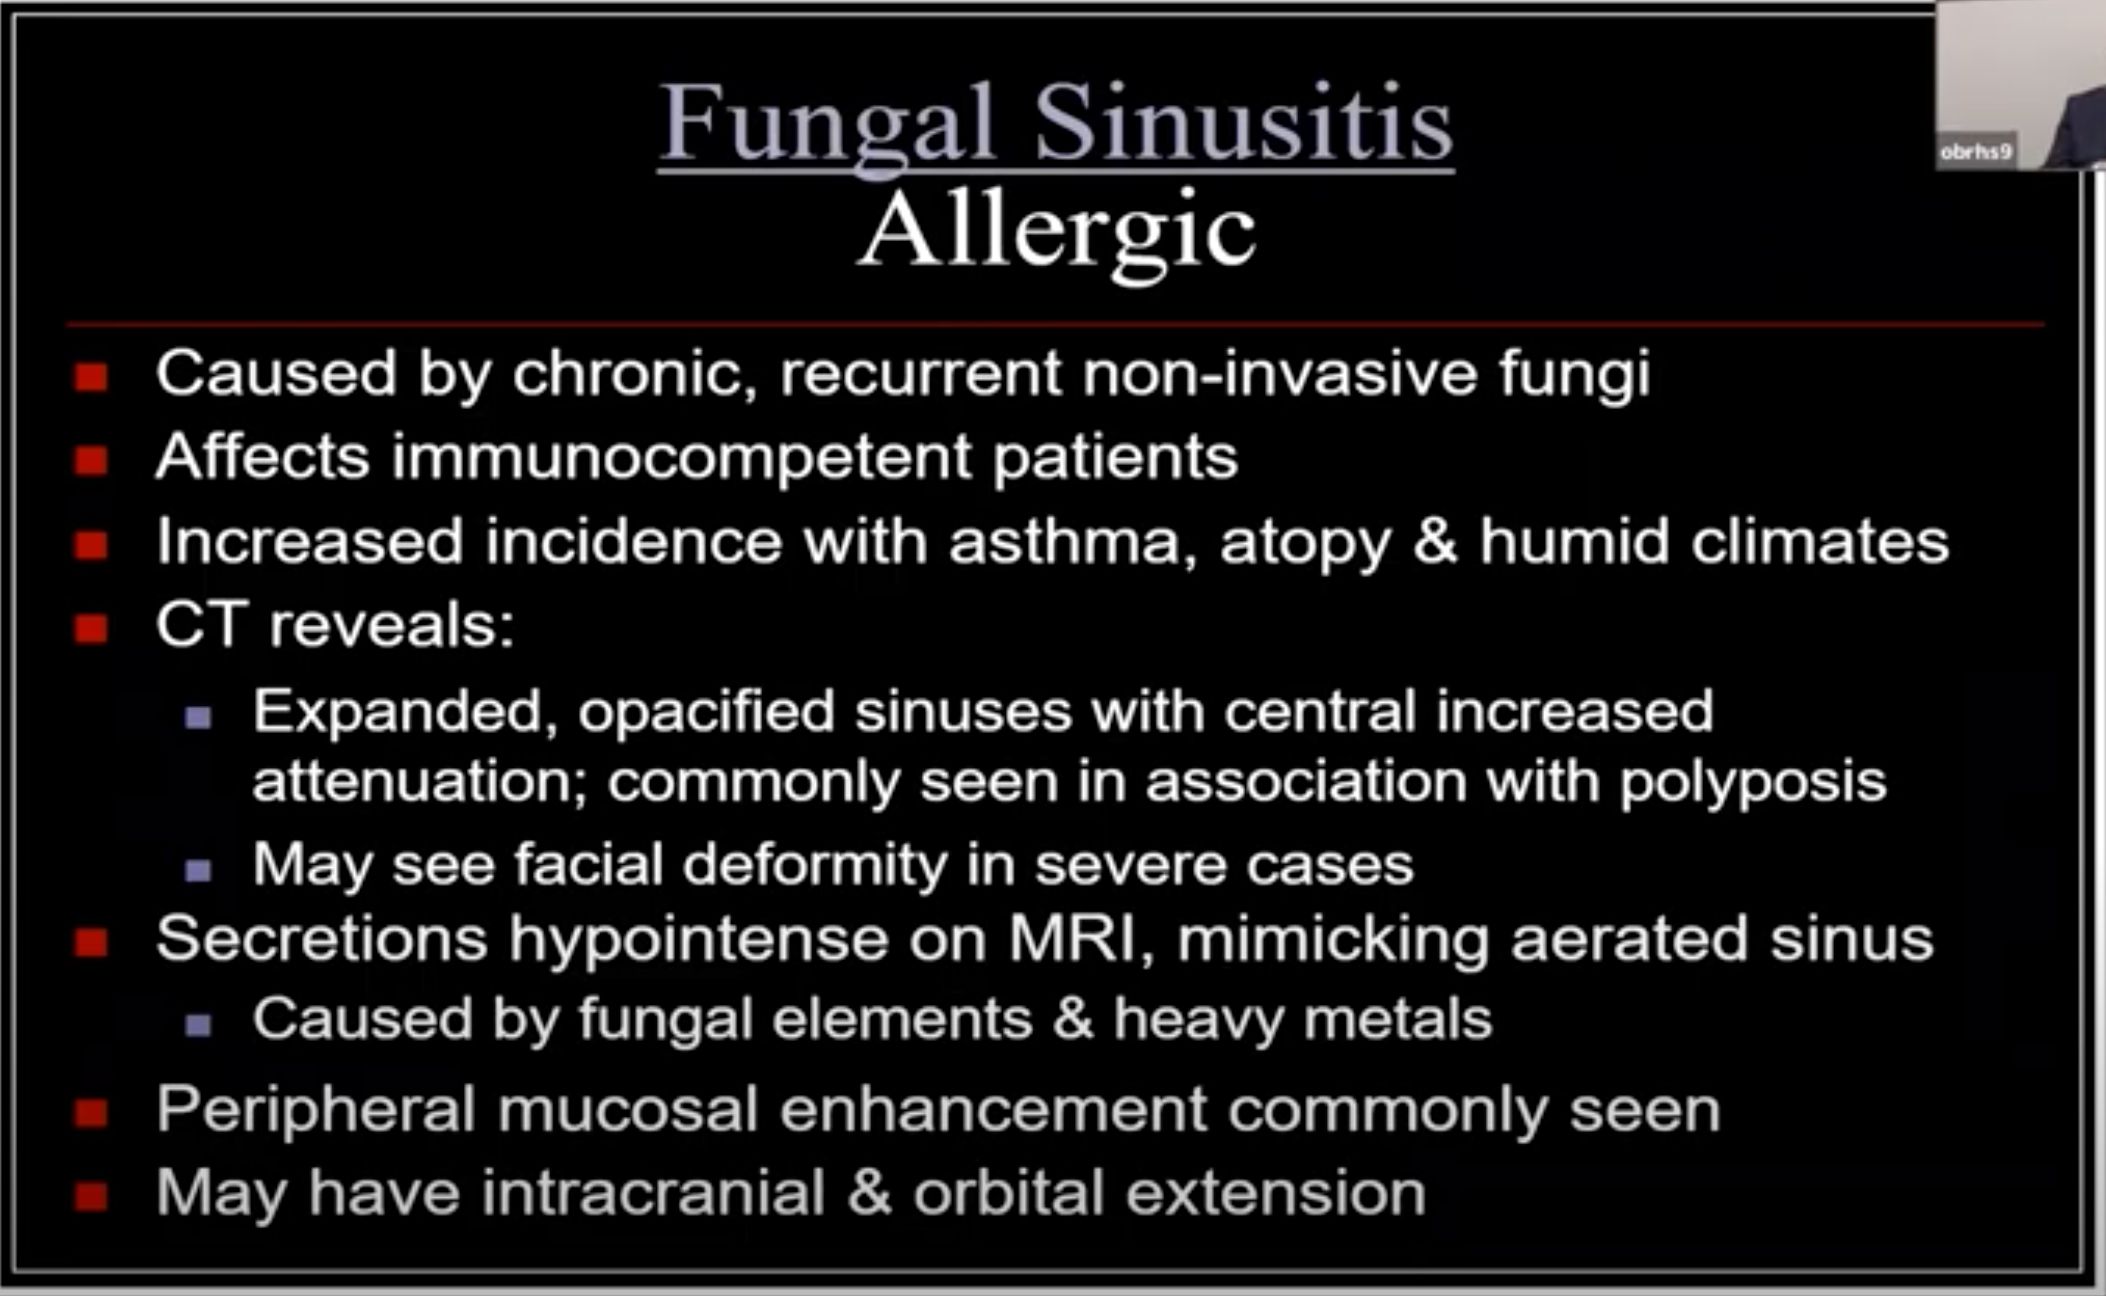 Fungal Sinusitis
Allergic
obrhs9
Caused by chronic, recurrent non-invasive fungi
Affects immunocompetent patients
Increased incidence with asthma, atopy & humid climates
CT reveals:
Expanded, opacified sinuses with central increased
attenuation; commonly seen in association with polyposis
May see facial deformity in severe cases
Secretions hypointense on MRI, mimicking aerated sinus
Caused by fungal elements & heavy metals
Peripheral mucosal enhancement commonly seen
May have intracranial & orbital extension